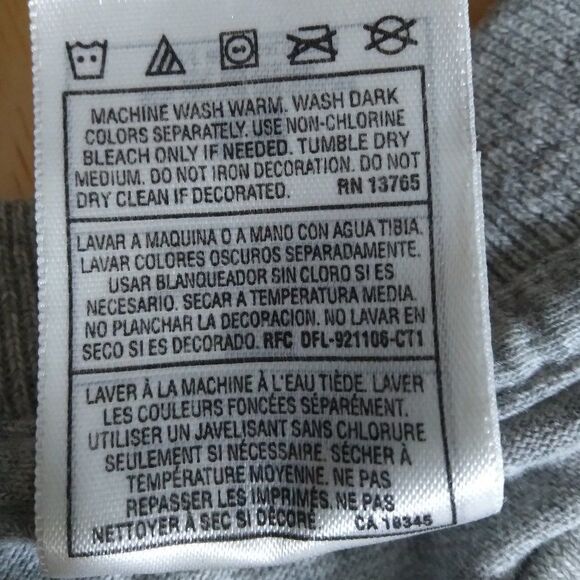 MACHINE WASH WARM. WASH DARK
COLORS SEPARATELY. USE NON-CHLORINE
BLEACH ONLY IF NEEDED. TUMBLE DRY
MEDIUM. DO NOT IRON DECORATION. DO NOT
DRY CLEAN IF DECORATED. RN 13765
LAVAR A MAQUINA O A MANO CON AGUA TIBIA.
LAVAR COLORES OSCUROS SEPARADAMENTE.
USAR BLANQUEADOR SIN CLORO SI ES
NECESARIO. SECAR A TEMPERATURA MEDIA.
NO PLANCHAR LA DECORACION. NO LAVAR EN
SECO SI ES DECORADO. RFC DFL-921106-CT1
LAVER À LA MACHINE À L'EAU TIÈDE. LAVER
LES COULEURS FONCÉES SÉPARÉMENT.
UTILISER UN JAVELISANT SANS CHLORURE
SEULEMENT SI NÉCESSAIRE. SÉCHER À
TEMPÉRATURE MOYENNE. NE PAS
REPASSER LES IMPRIMÉS. NE PAS
NETTOYER À SEC SI DÉCORÉ CA 16345